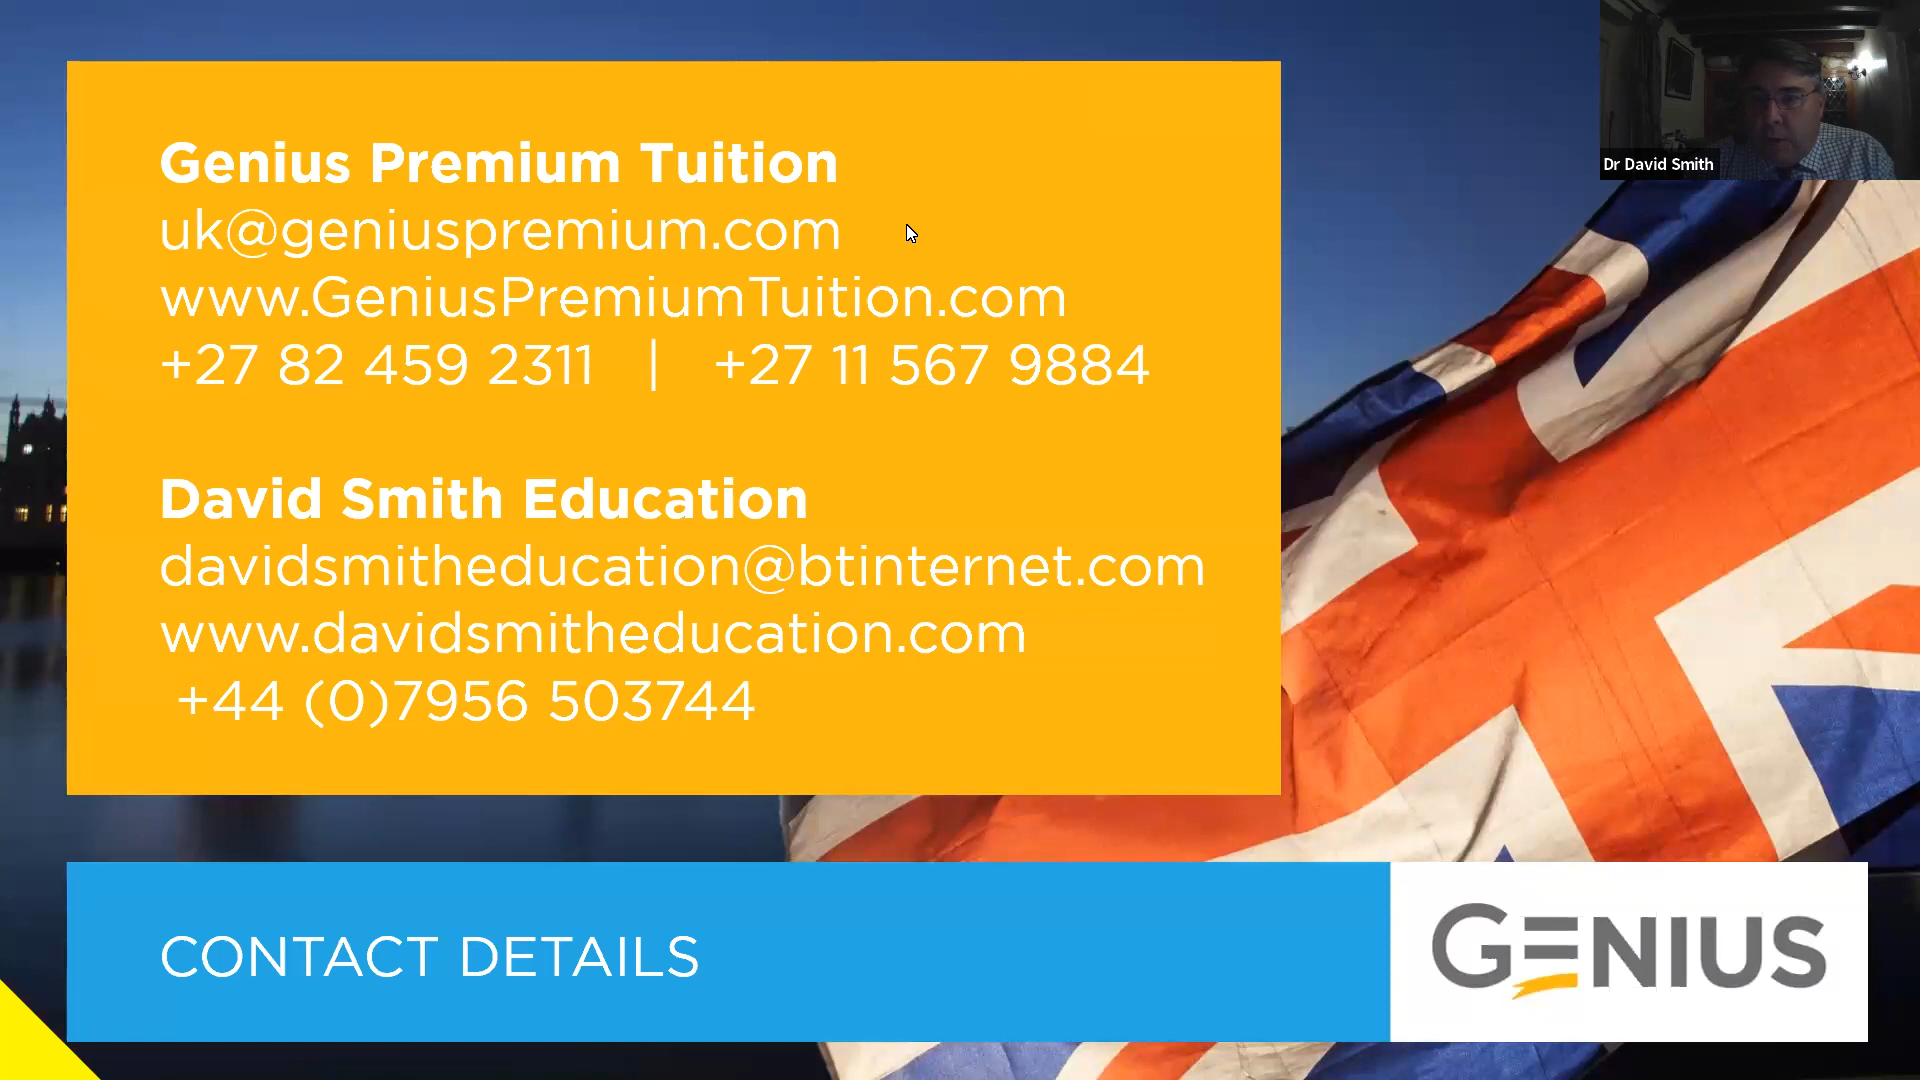 Genius Premium Tuition
uk@geniuspremium.com
www.GeniusPremiumTuition.com
+27 82 459 2311 | +27 11 567 9884
David Smith Education
davidsmitheducation@btinternet.com
www.davidsmitheducation.com
+44 (0)7956 503744
CONTACT DETAILS
GENIUS
Dr David Smith